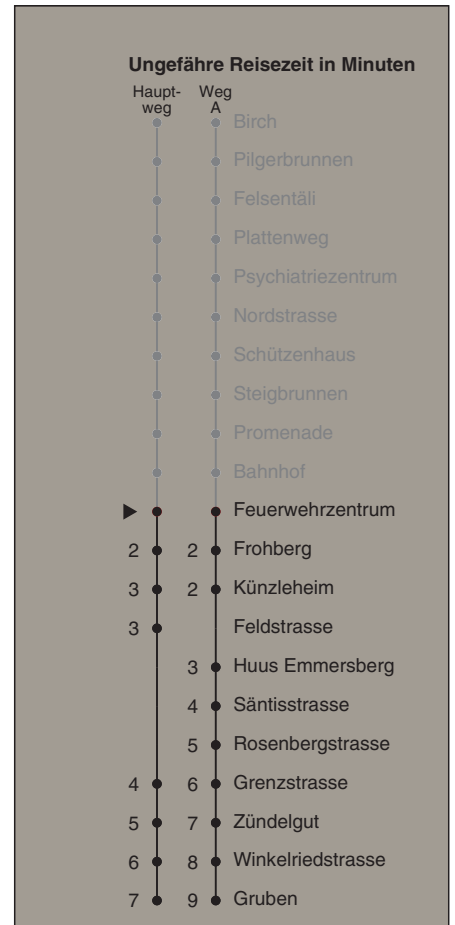 Ungefähre Reisezeit in Minuten
Haupt- Weg
weg A
Birch
Pilgerbrunnen
Felsentäli
Plattenweg
Psychiatriezentrum
Nordstrasse
Schützenhaus
Steigbrunnen
Promenade
Bahnhof
Feuerwehrzentrum
2 2 Frohberg
3 2 Künzleheim
3 Feldstrasse
3 Huus Emmersberg
4 Säntisstrasse
5 Rosenbergstrasse
4 6 Grenzstrasse
5 7 Zündelgut
6 8 Winkelriedstrasse
7 9 Gruben